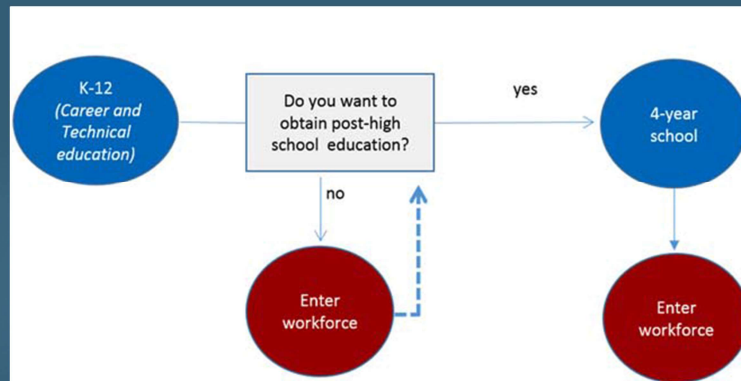 K-12
(Career and
Technical
education)
Do you want to
obtain post-high
school education?
yes
4-year
school
no
Enter
workforce
Enter
workforce